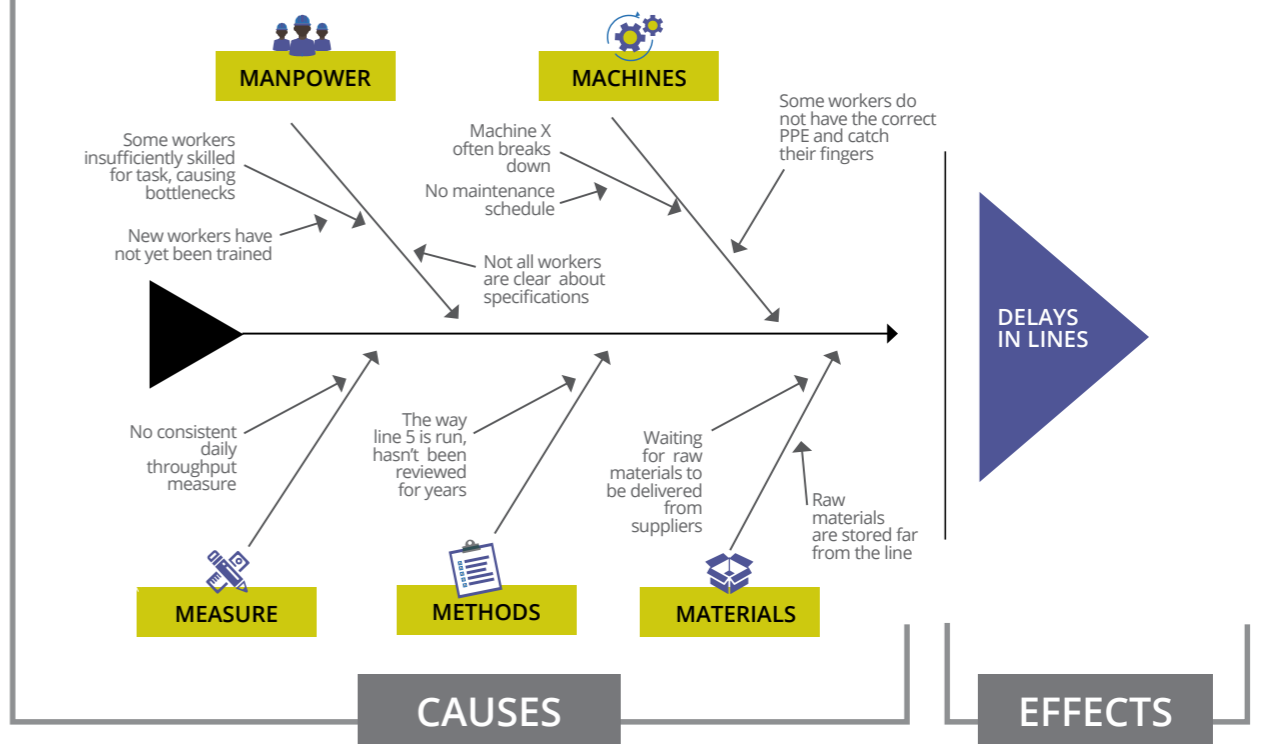 MANPOWER
MACHINES
Some workers
insufficiently skilled
for task, causing
bottlenecks
New workers have
not yet been trained
Not all workers
are clear about
specifications
Machine X
often breaks
down
No maintenance
schedule
Some workers do
not have the correct
PPE and catch
their fingers
DELAYS
IN LINES
No consistent
daily
throughput
measure
The way
line 5 is run,
hasn't been
reviewed
for years
Waiting
for raw
materials to
be delivered
from
suppliers
Raw
materials
are stored far
from the line
MEASURE
METHODS
MATERIALS
CAUSES
EFFECTS